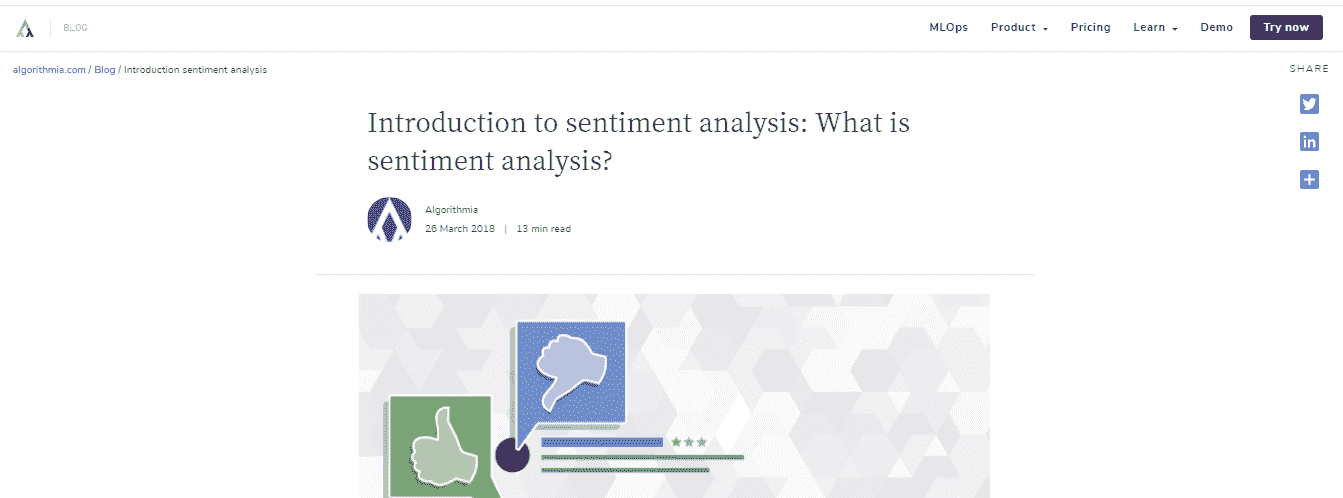 BLOG
MLOps Product Pricing Learn Demo Try now
algorithmia.com / Blog / Introduction sentiment analysis
SHARE
Introduction to sentiment analysis: What is
sentiment analysis?
Algorithmia
26 March 2018 | 13 min read
in